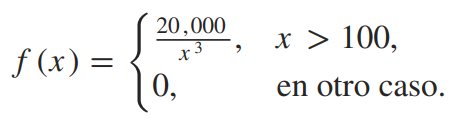 f(x) = { 20,000/x³, x > 100,
0, en otro caso.